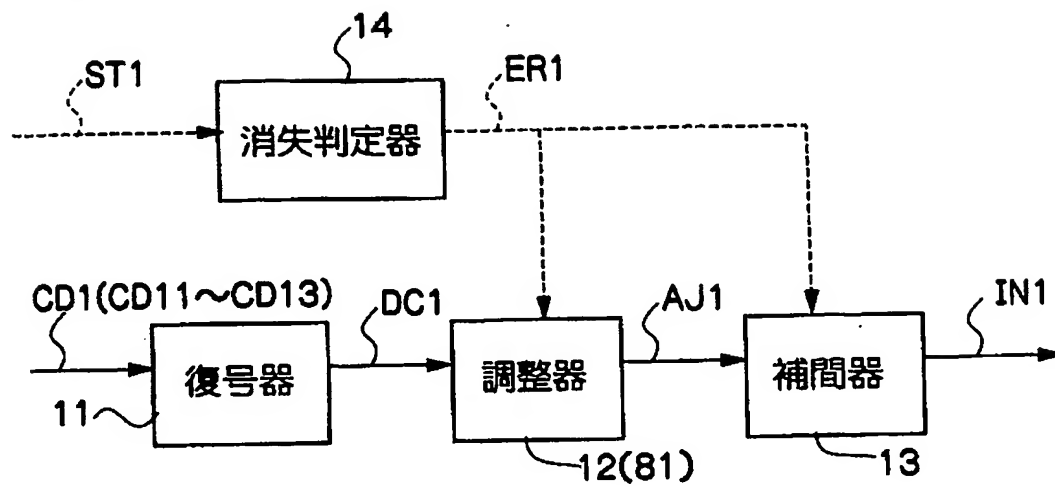 14
ST1
ER1
消失判定器
CD1(CD11～CD13)
DC1
AJ1
IN1
復号器
調整器
補間器
11
12(81)
13